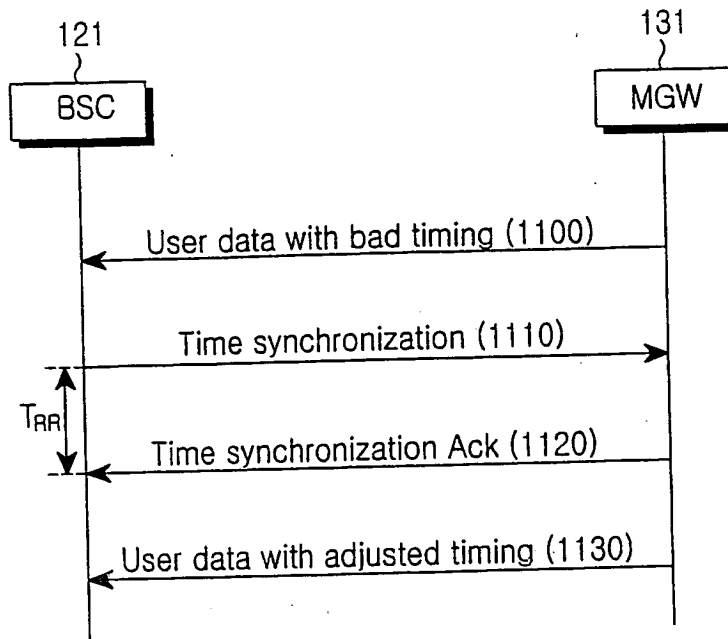 121
131
BSC
MGW
User data with bad timing (1100)
Time synchronization (1110)
TRR
Time synchronization Ack (1120)
User data with adjusted timing (1130)